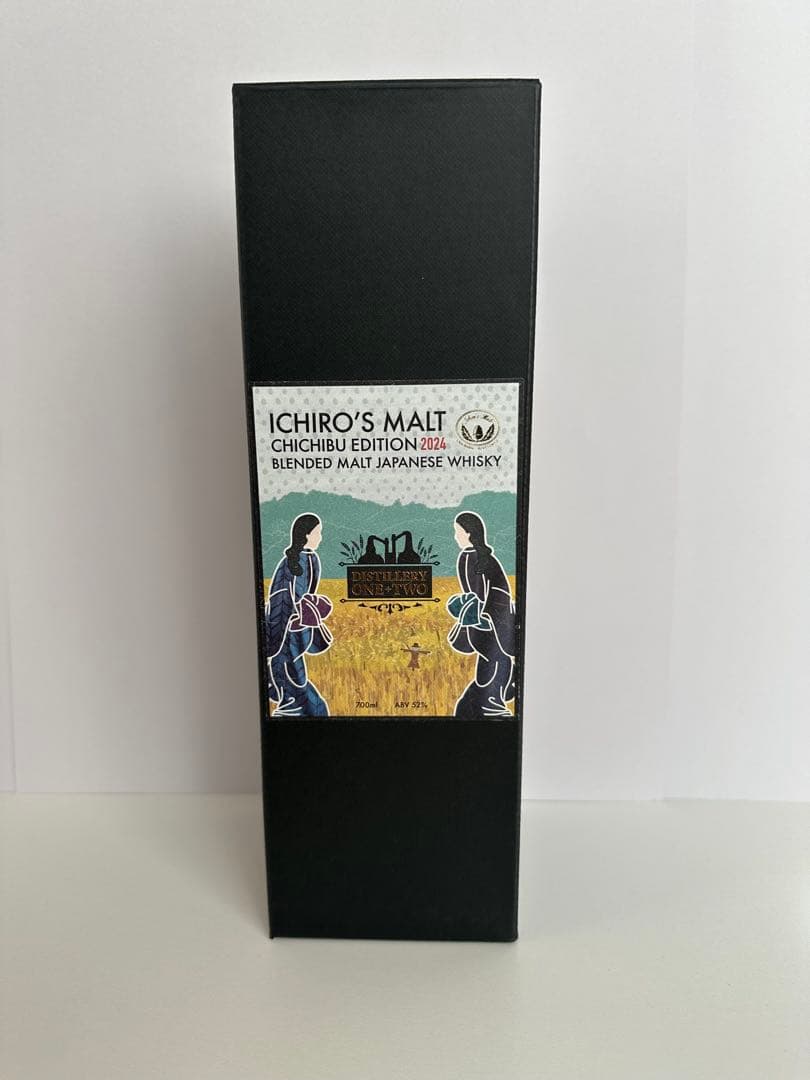 ICHIRO'S MALT
CHICHIBU EDITION 2024
BLENDED MALT JAPANESE WHISKY
DISTILLERY
ONE+TWO
700ml ABV 52%